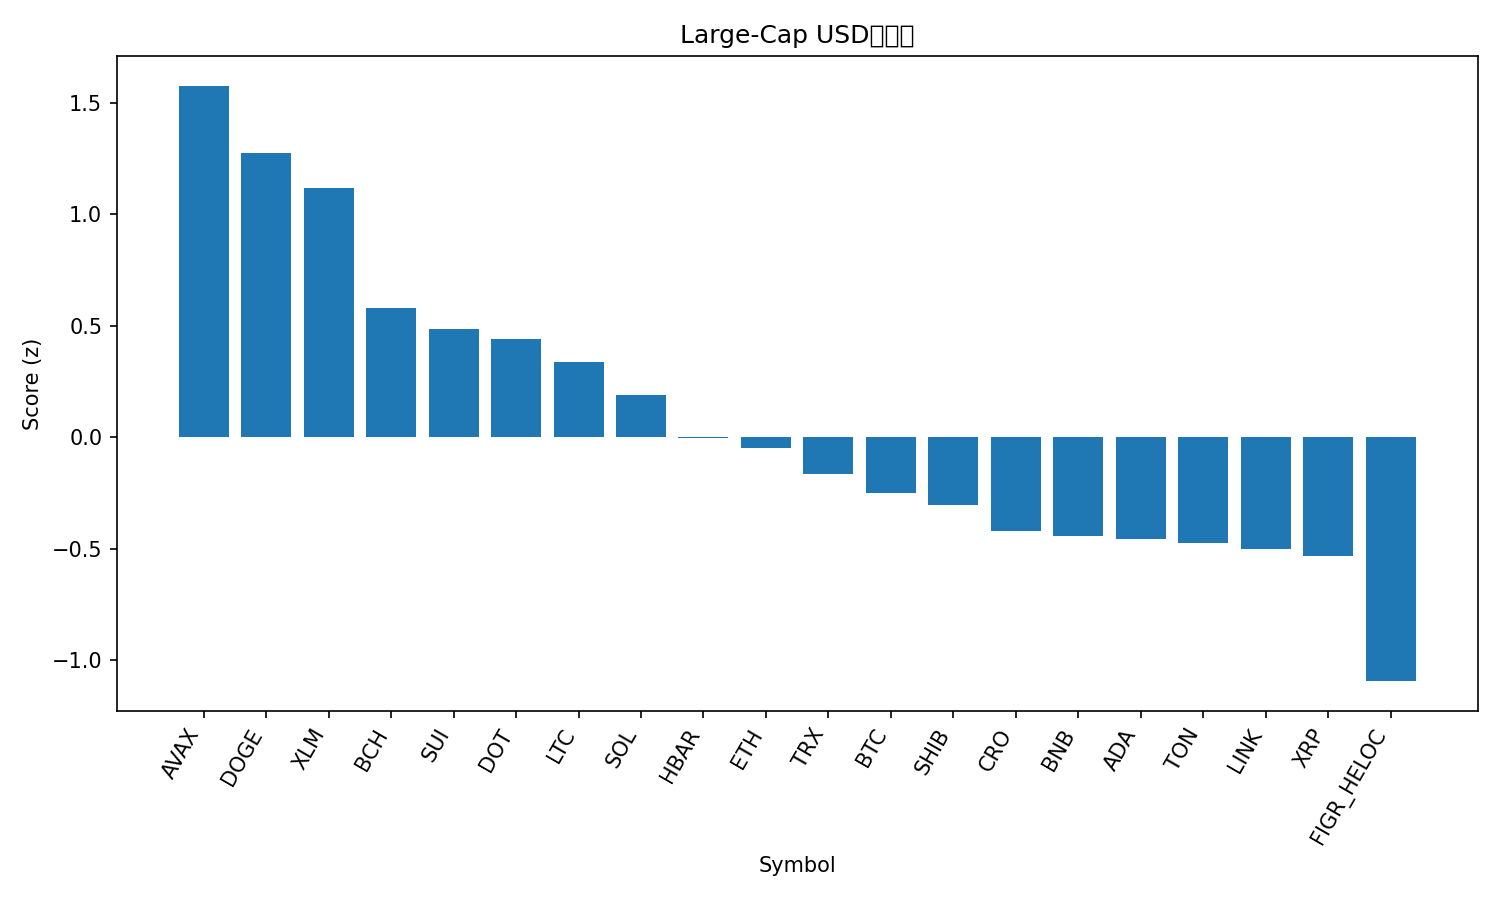 Large-Cap USD
Score (z)
1.5
1.0
0.5
0.0
−0.5
−1.0
AVAX
DOGE
XLM
BCH
SUI
DOT
LTC
SOL
HBAR
ETH
TRX
BTC
SHIB
CRO
BNB
ADA
TON
LINK
XRP
FIGR_HELOC
Symbol